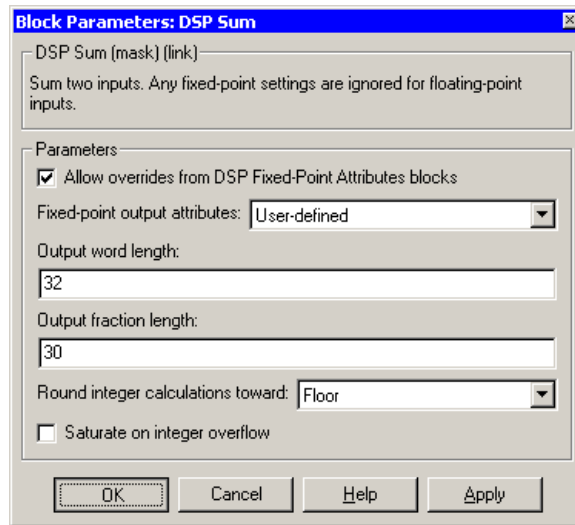 Block Parameters: DSP Sum
DSP Sum (mask) (link)
Sum two inputs. Any fixed-point settings are ignored for floating-point
inputs.
Parameters
Allow overrides from DSP Fixed-Point Attributes blocks
Fixed-point output attributes: User-defined
Output word length:
32
Output fraction length:
30
Round integer calculations toward: Floor
Saturate on integer overflow
OK Cancel Help Apply